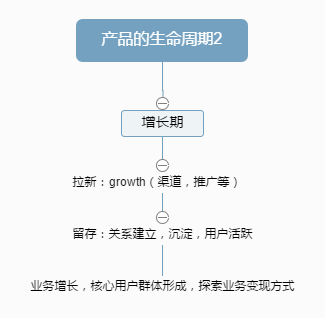 产品的生命周期2
增长期
拉新：growth（渠道，推广等）
留存：关系建立，沉淀，用户活跃
业务增长，核心用户群体形成，探索业务变现方式